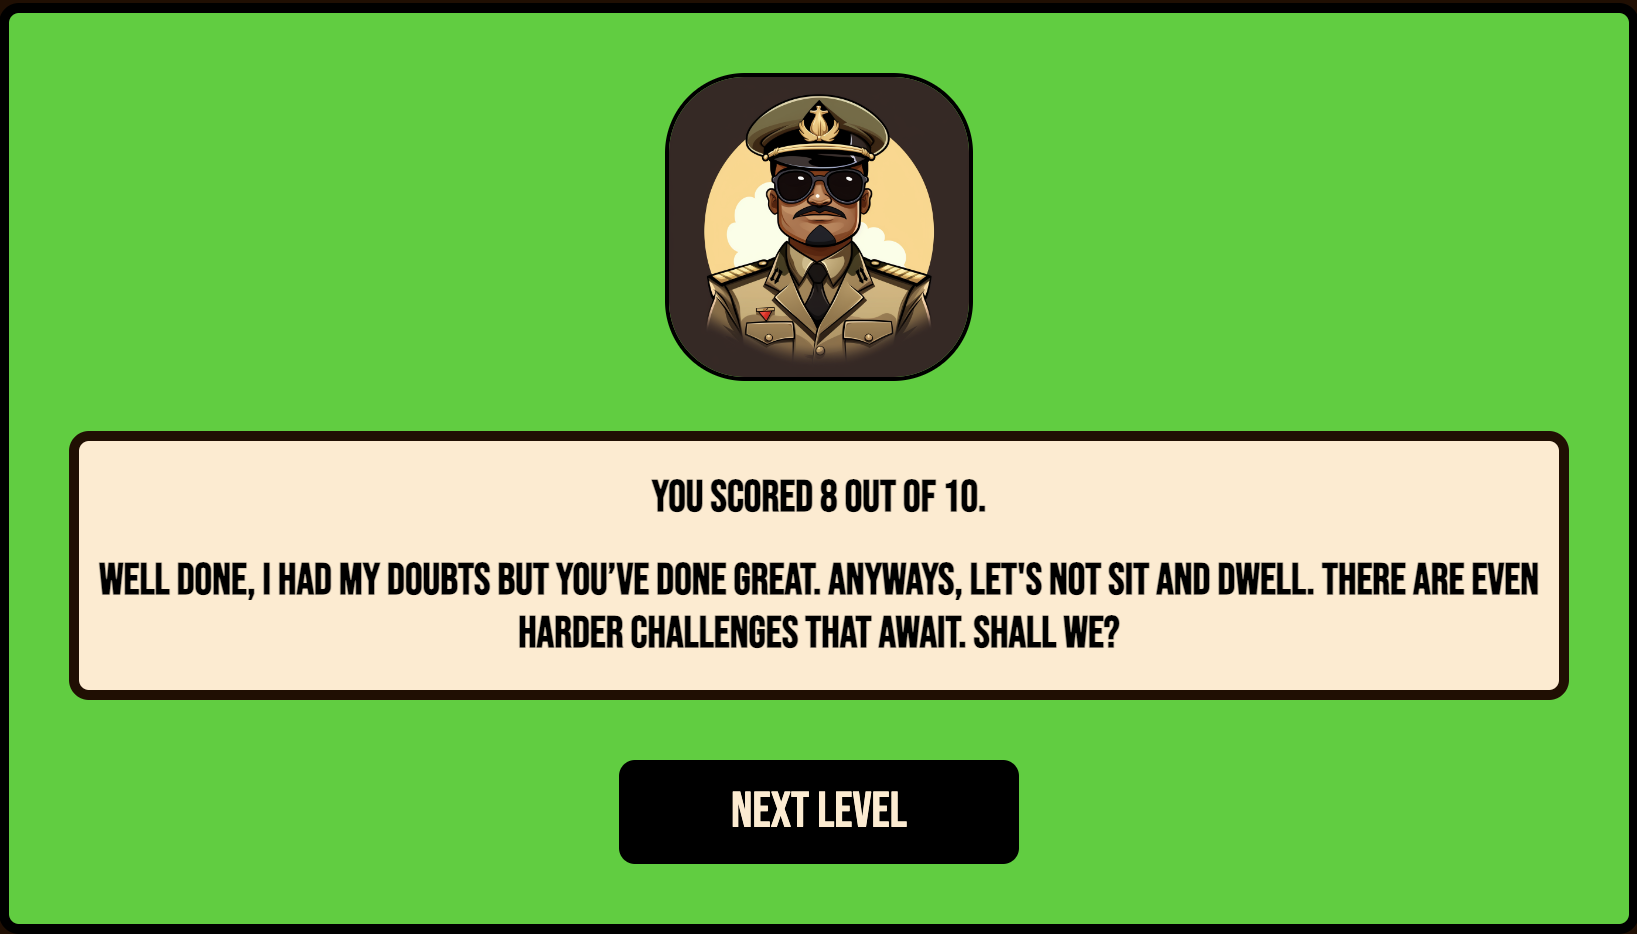 YOU SCORED 8 OUT OF 10.
WELL DONE, I HAD MY DOUBTS BUT YOU’VE DONE GREAT. ANYWAYS, LET'S NOT SIT AND DWELL. THERE ARE EVEN
HARDER CHALLENGES THAT AWAIT. SHALL WE?
NEXT LEVEL